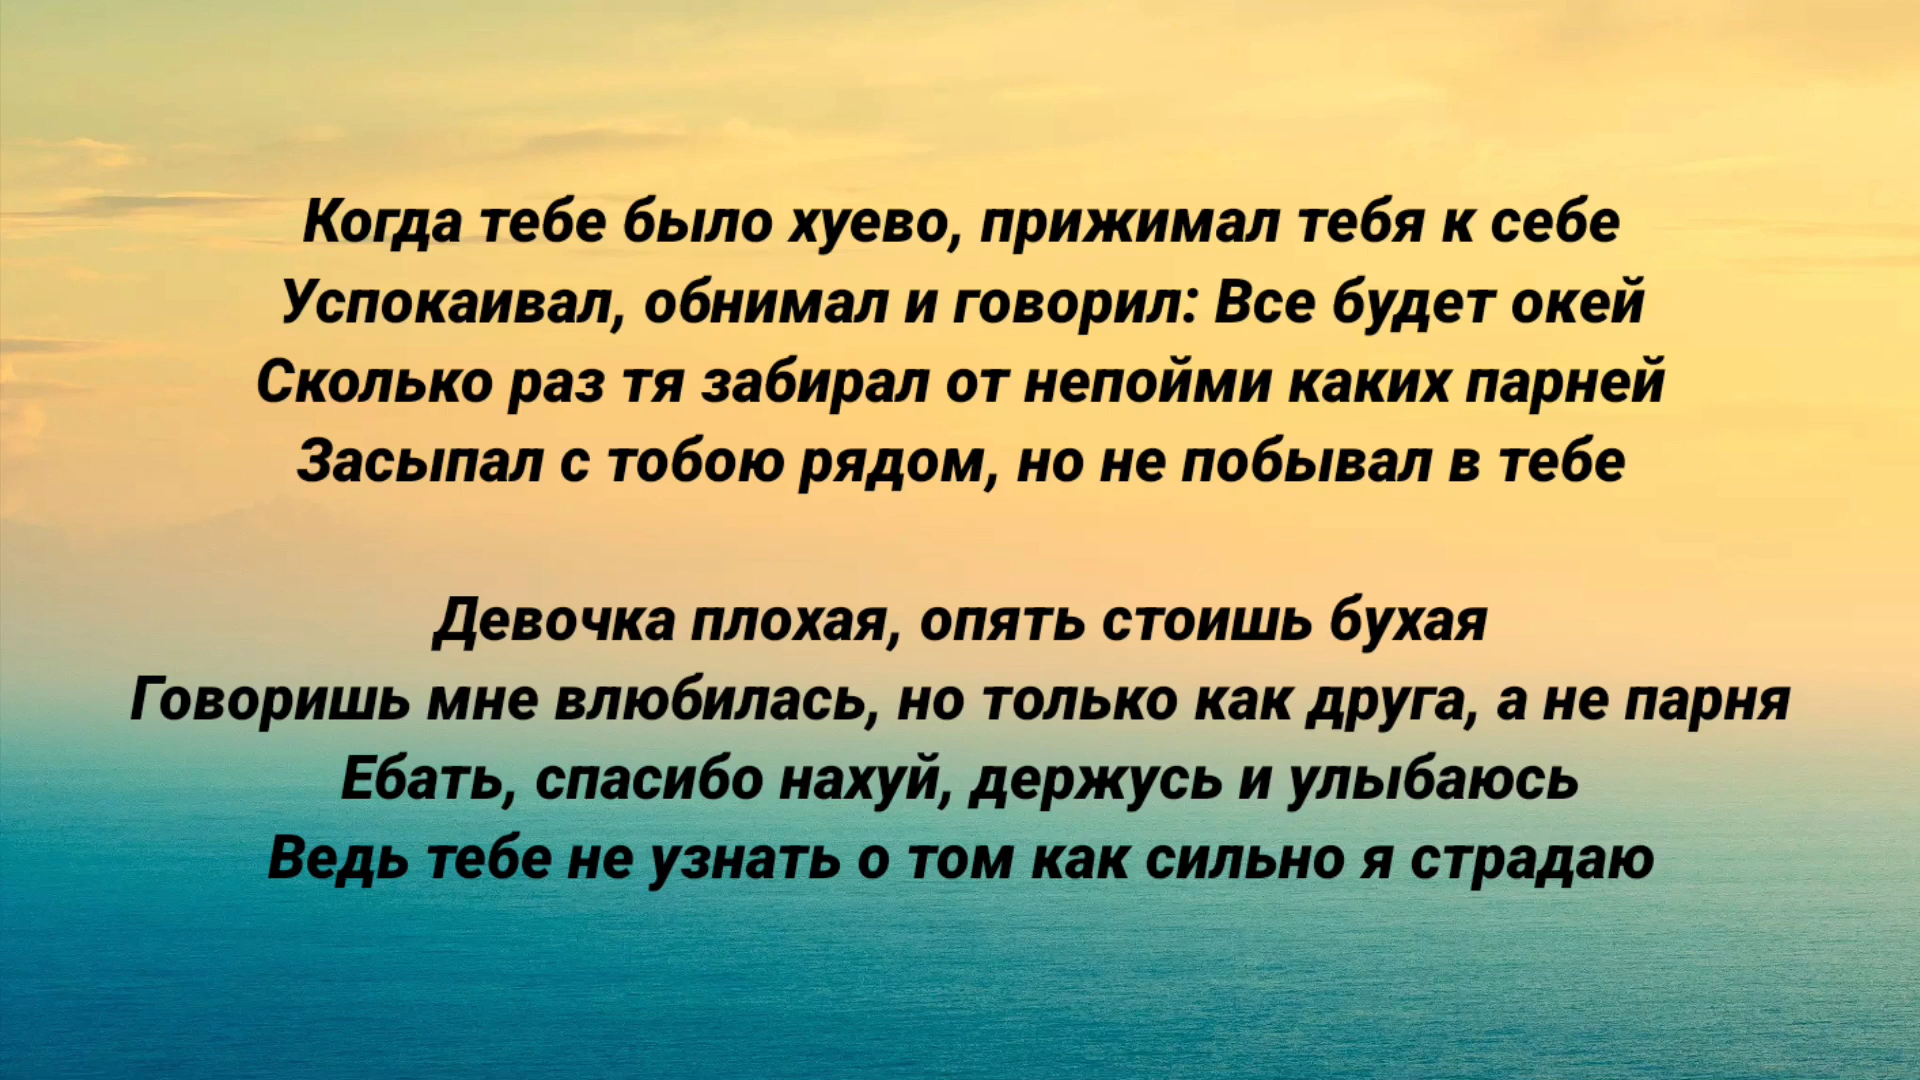 Когда тебе было хуево, прижимал тебя к себе
Успокаивал, обнимал и говорил: Все будет окей
Сколько раз тя забирал от непойми каких парней
Засыпал с тобою рядом, но не побывал в тебе
Девочка плохая, опять стоишь бухая
Говоришь мне влюбилась, но только как друга, а не парня
Ебать, спасибо нахуй, держусь и улыбаюсь
Ведь тебе не узнать о том как сильно я страдаю